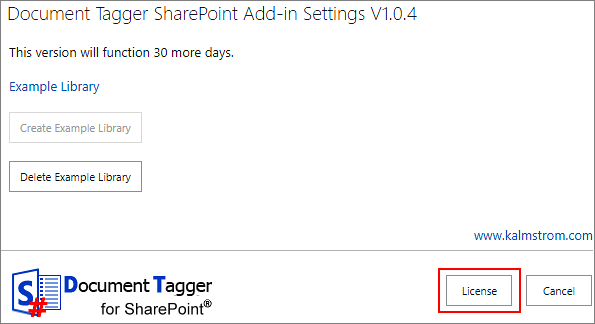 Document Tagger SharePoint Add-in Settings V1.0.4
This version will function 30 more days.
Example Library
Create Example Library
Delete Example Library
www.kalmstrom.com
S
#
Document Tagger
for SharePoint®
License
Cancel